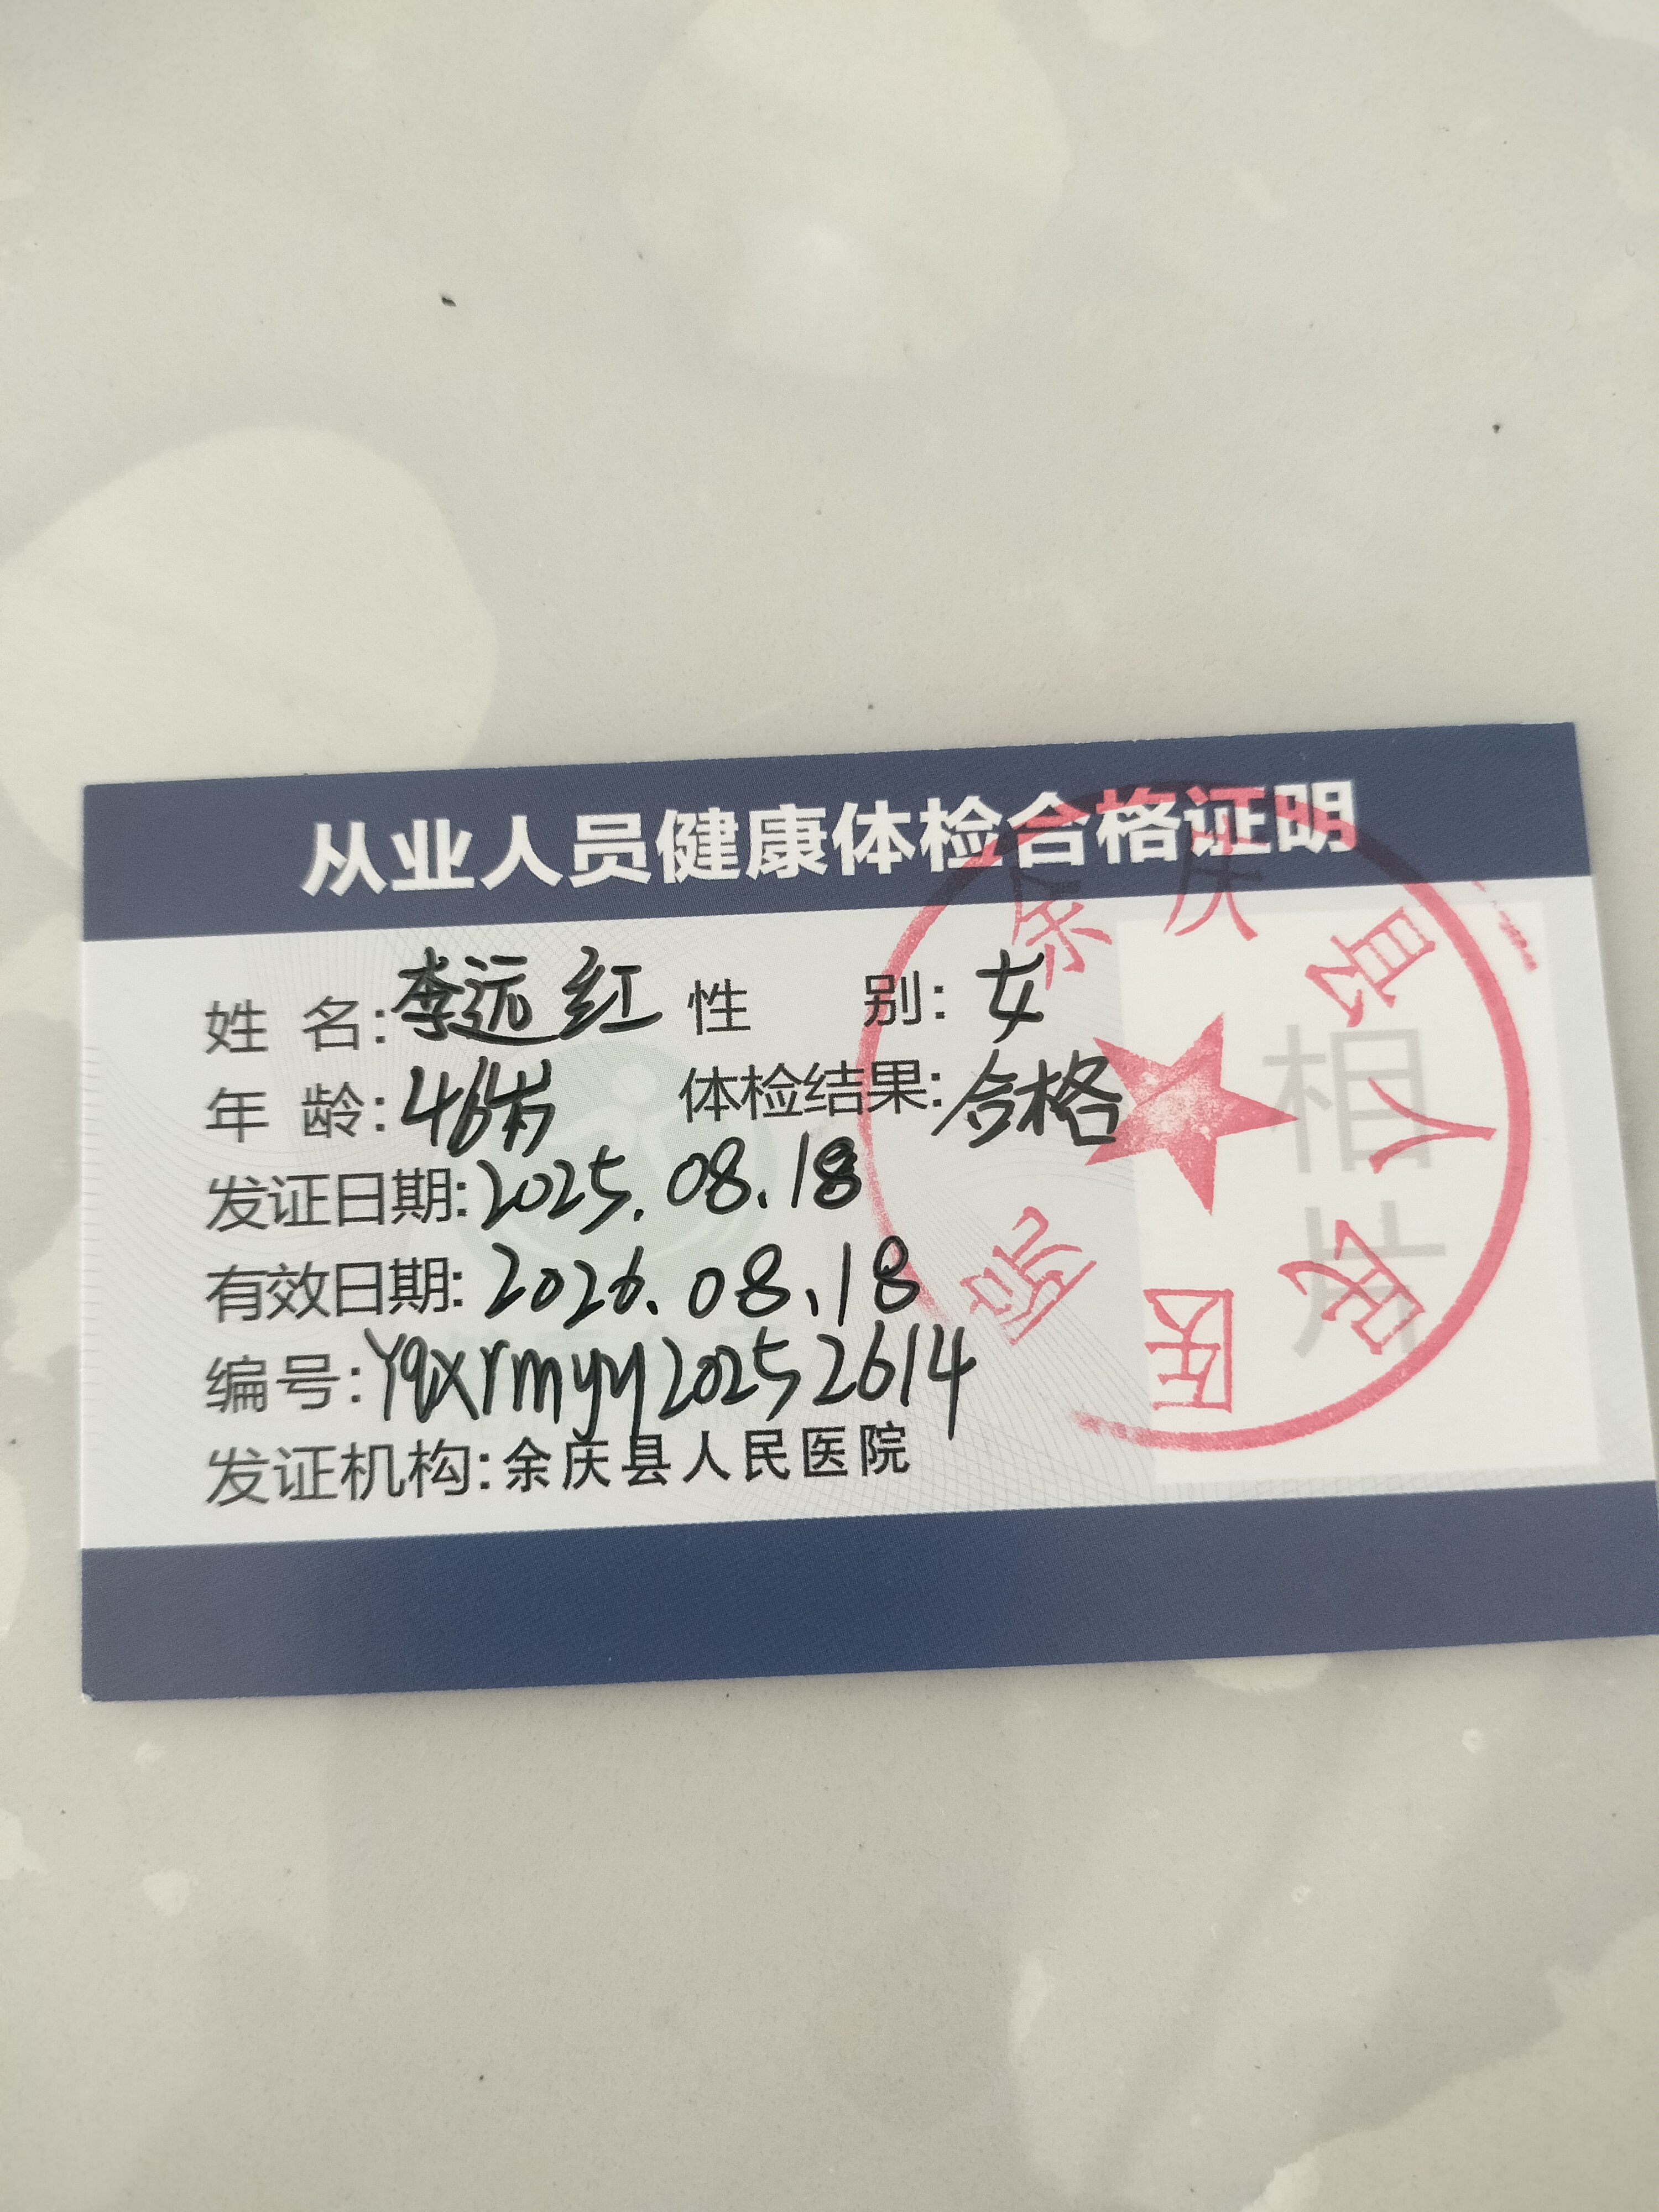 从业人员健康体检合格证明
姓 名：李远红 性 别：女
年 龄：46岁 体检结果：合格
发证日期：2025.08.18
有效日期：2026.08.18
编号：Yqxrmyy20252614
发证机构：余庆县人民医院
相片
余庆县人民医院